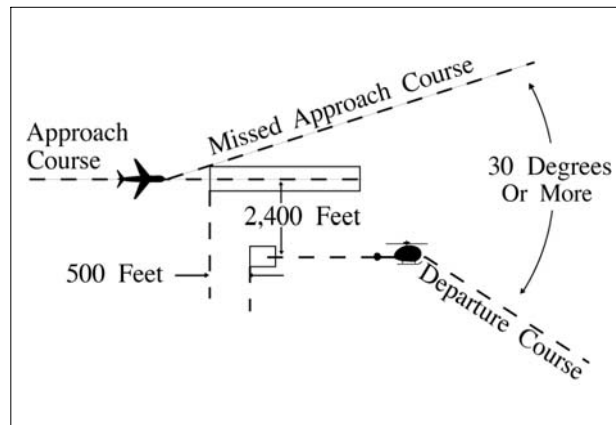 Missed Approach Course
Approach
Course
30 Degrees
Or More
2,400 Feet
500 Feet
Departure Course